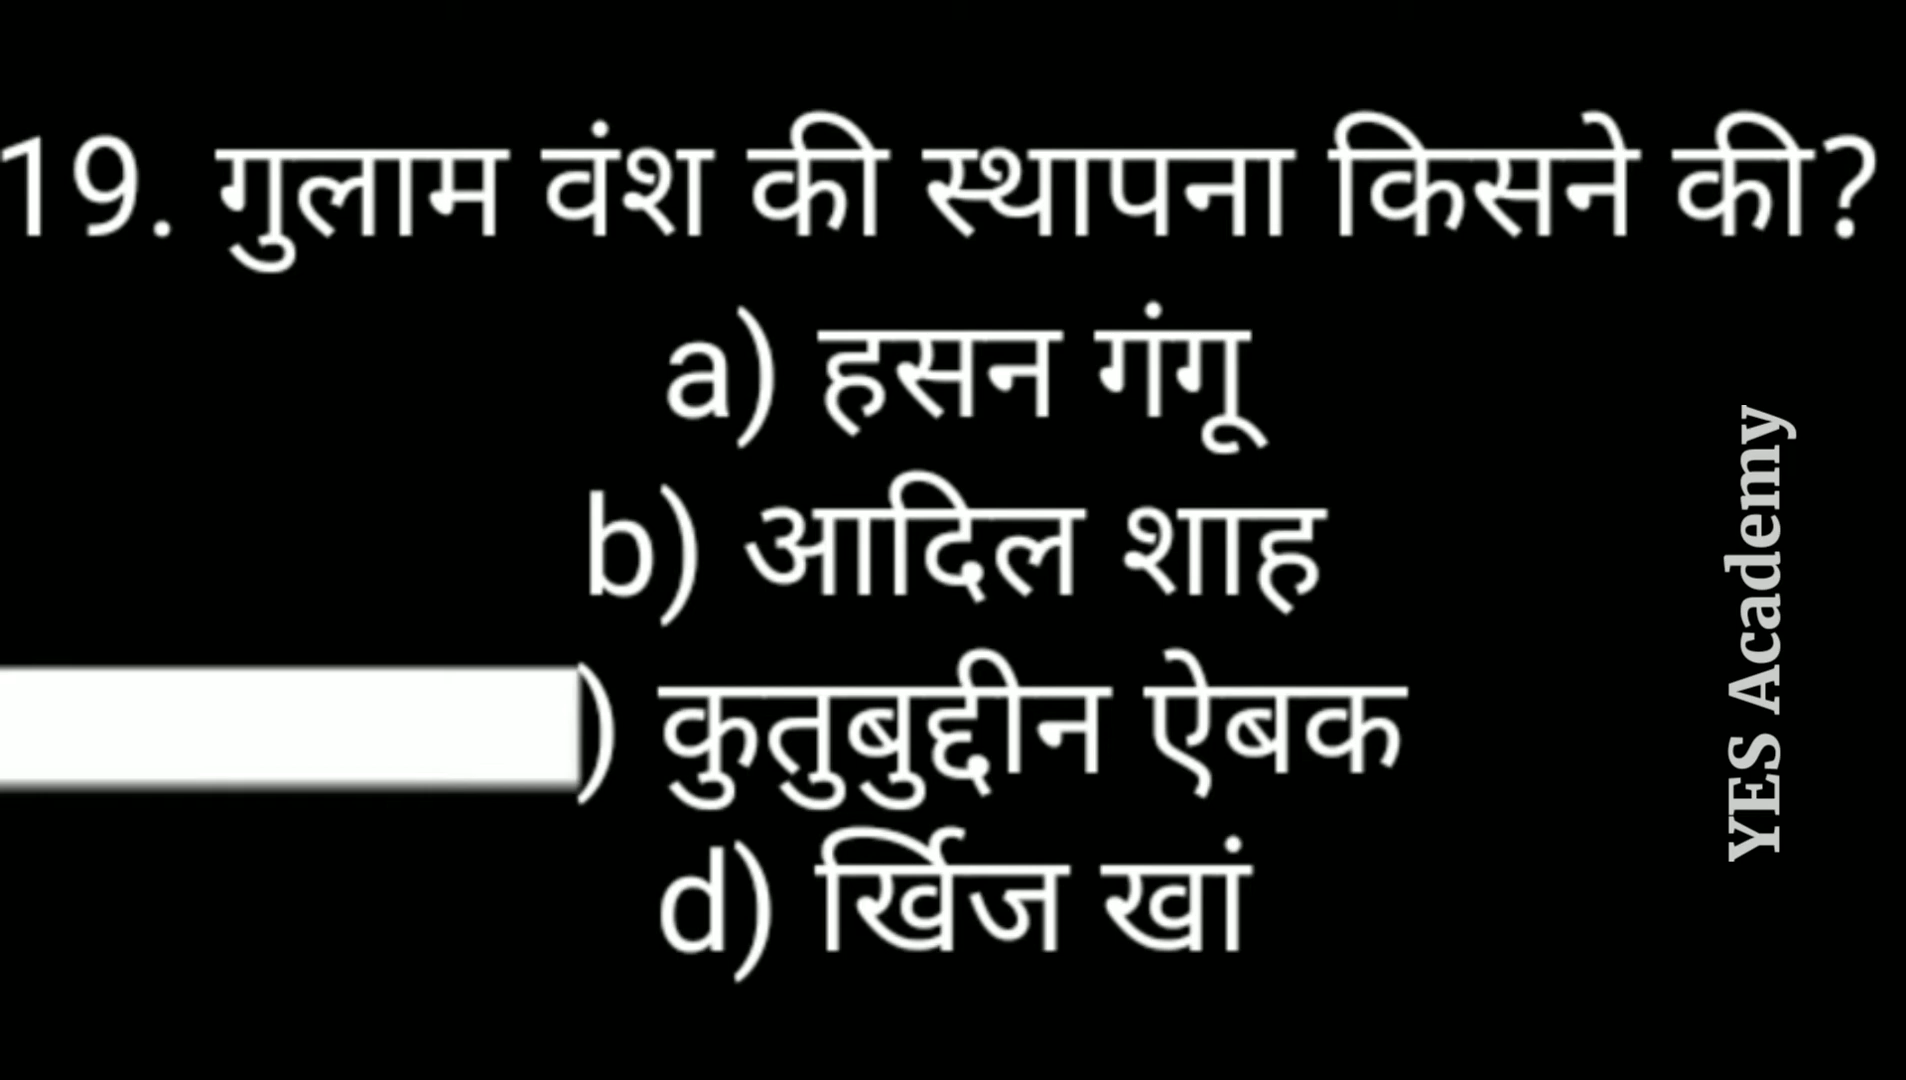 19. गुलाम वंश की स्थापना किसने की?
a) हसन गंगू
b) आदिल शाह
) कुतुबुद्दीन ऐबक
d) र्खिज खां
YES Academy